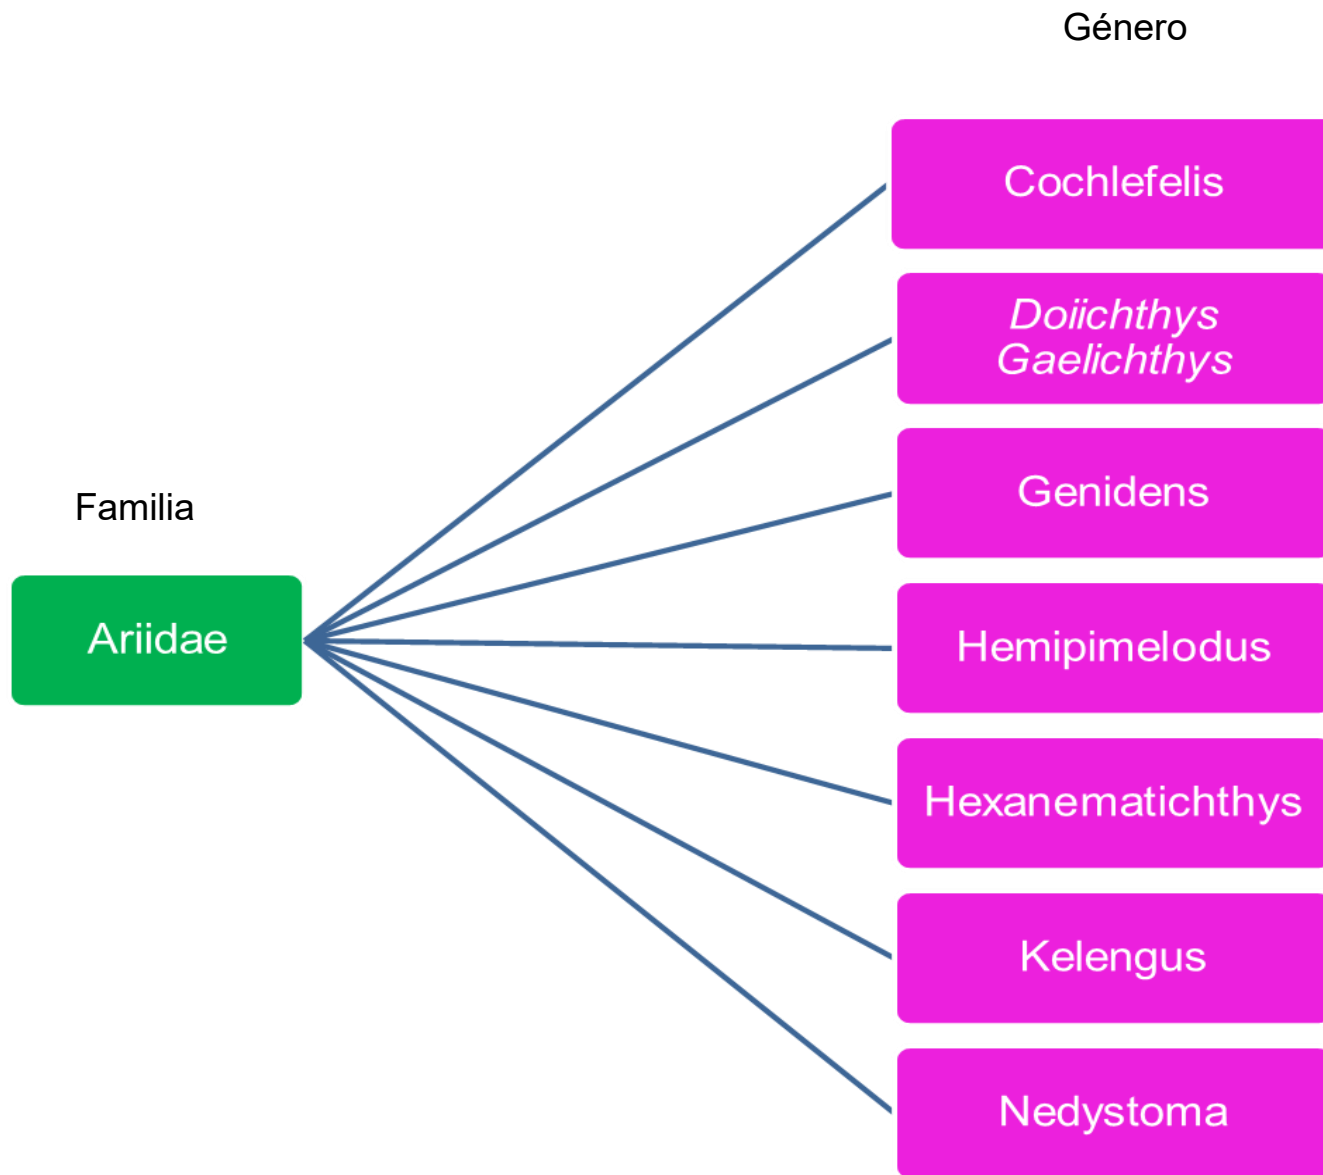 Género
Cochlefelis
Doiichthys
Gaelichthys
Genidens
Familia
Ariidae
Hemipimelodus
Hexanematichthys
Kelengus
Nedystoma